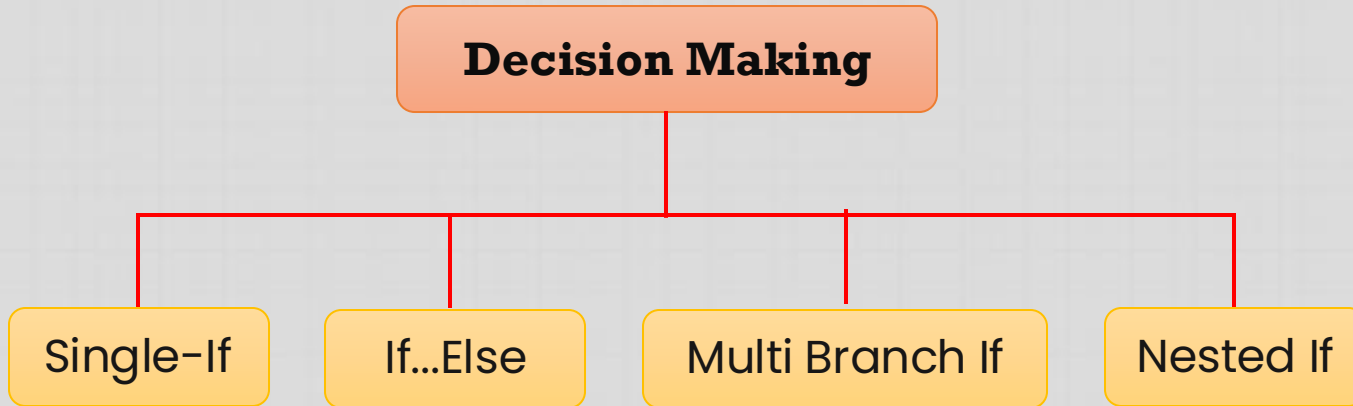 Decision Making
Single-If
If...Else
Multi Branch If
Nested If